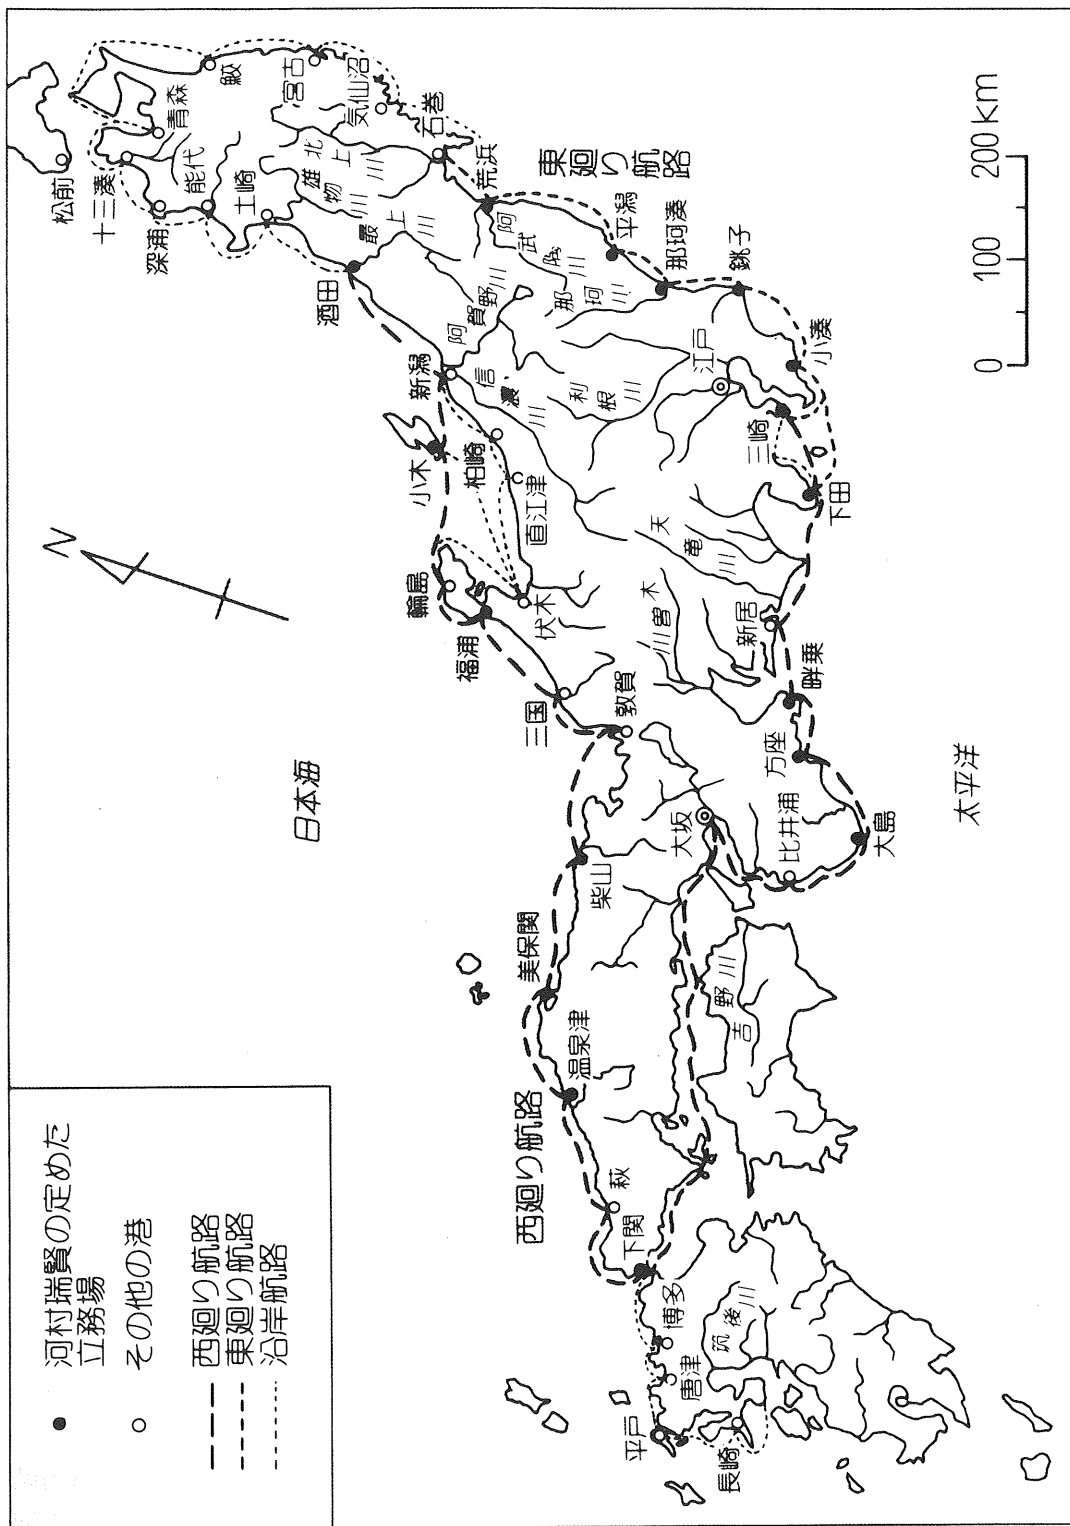 河村瑞賢の定めた
立務場
その他の港
西廻り航路
東廻り航路
沿岸航路
N
日本海
太平洋
西廻り航路
東廻り航路
松前
十三湊
青森
深浦
能代
土崎
鮫
宮古
気仙沼
石巻
北上川
雄物川
最上川
酒田
荒浜
阿武隈川
平潟
那珂川
那珂湊
銚子
阿賀野川
新潟
信濃川
利根川
江戸
小湊
小木
柏崎
直江津
三崎
下田
天竜川
輪島
福浦
伏木
木曽川
新居
三国
敦賀
畔乗
方座
大坂
比井浦
大島
柴山
美保関
温泉津
吉野川
萩
下関
博多
唐津
筑後川
平戸
長崎
0 100 200 km